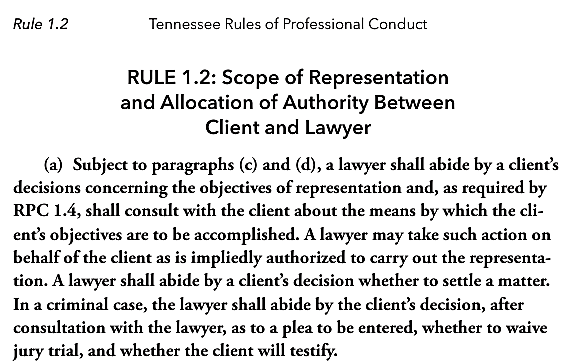 Rule 1.2 Tennessee Rules of Professional Conduct
RULE 1.2: Scope of Representation
and Allocation of Authority Between
Client and Lawyer
(a) Subject to paragraphs (c) and (d), a lawyer shall abide by a client’s
decisions concerning the objectives of representation and, as required by
RPC 1.4, shall consult with the client about the means by which the cli-
ent’s objectives are to be accomplished. A lawyer may take such action on
behalf of the client as is impliedly authorized to carry out the representa-
tion. A lawyer shall abide by a client’s decision whether to settle a matter.
In a criminal case, the lawyer shall abide by the client’s decision, after
consultation with the lawyer, as to a plea to be entered, whether to waive
jury trial, and whether the client will testify.